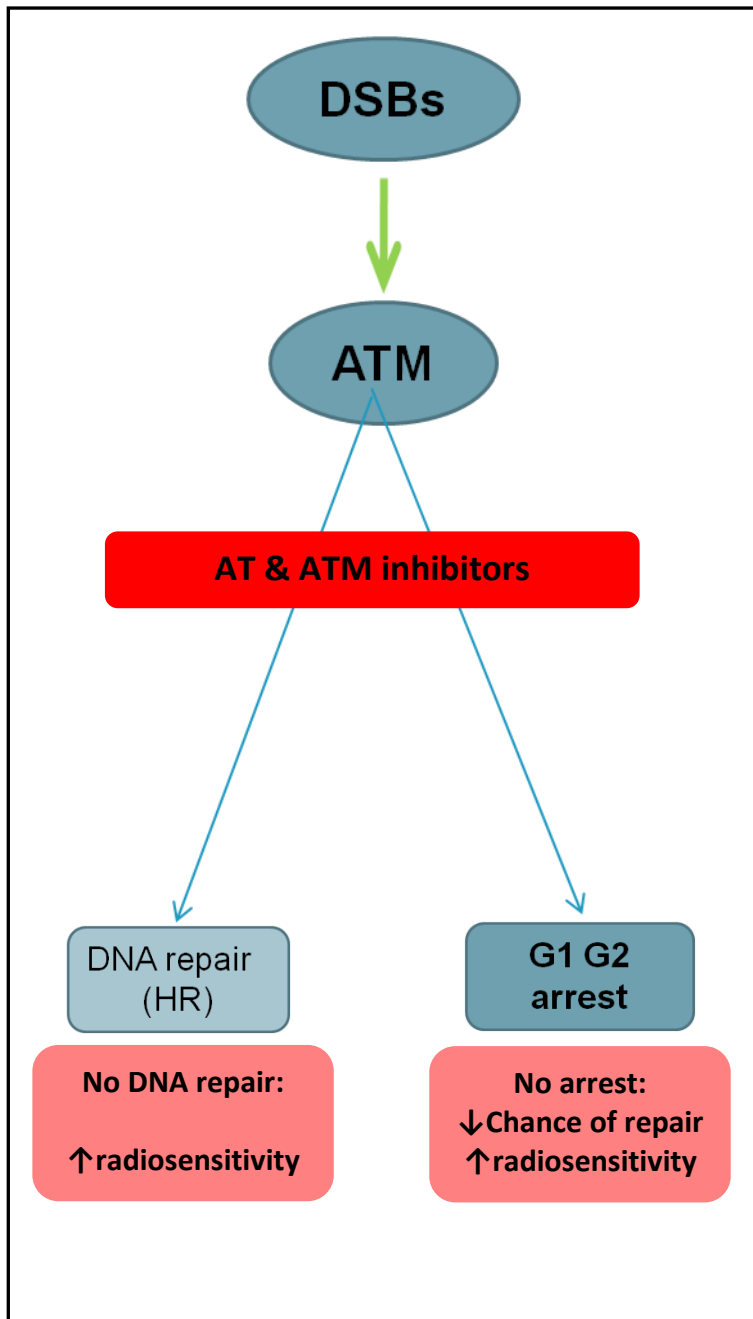 DSBs
ATM
AT & ATM inhibitors
DNA repair
(HR)
No DNA repair:
↑radiosensitivity
G1 G2
arrest
No arrest:
↓Chance of repair
↑radiosensitivity